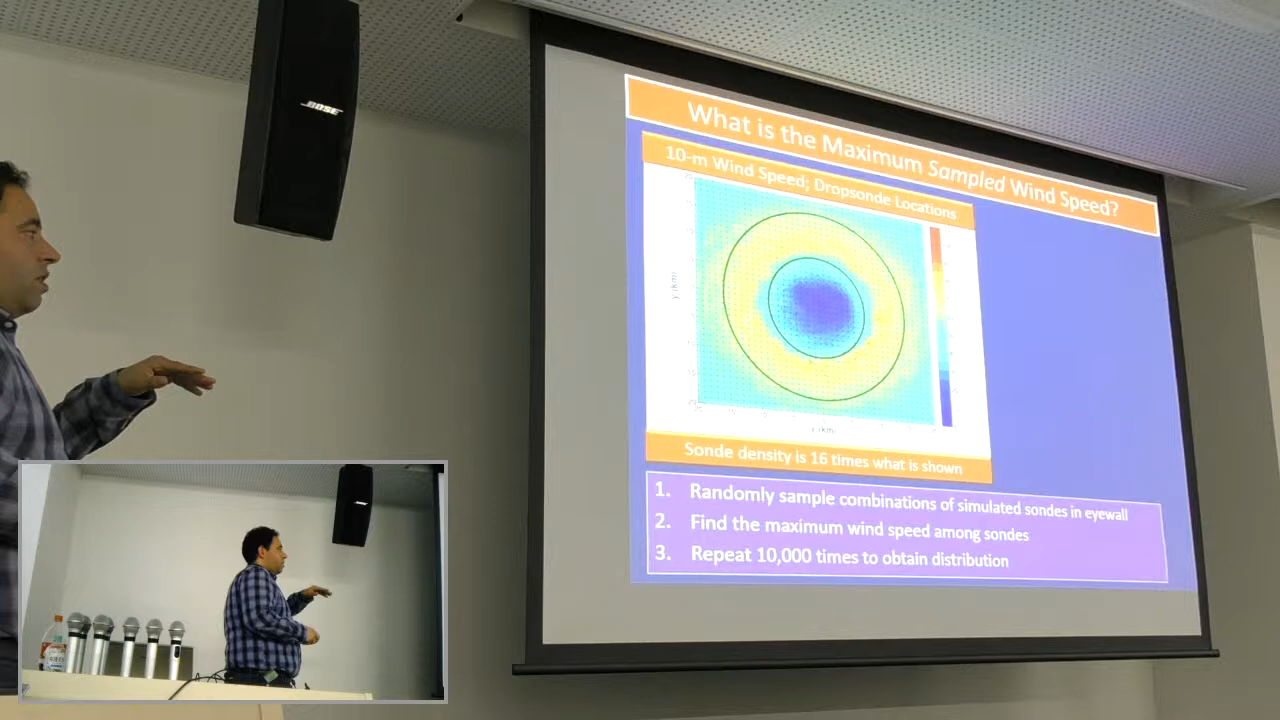 BOSE
What is the Maximum Sampled Wind Speed?
10-m Wind Speed; Dropsonde Locations
Sonde density is 16 times what is shown
1. Randomly sample combinations of simulated sondes in eyewall
2. Find the maximum wind speed among sondes
3. Repeat 10,000 times to obtain distribution